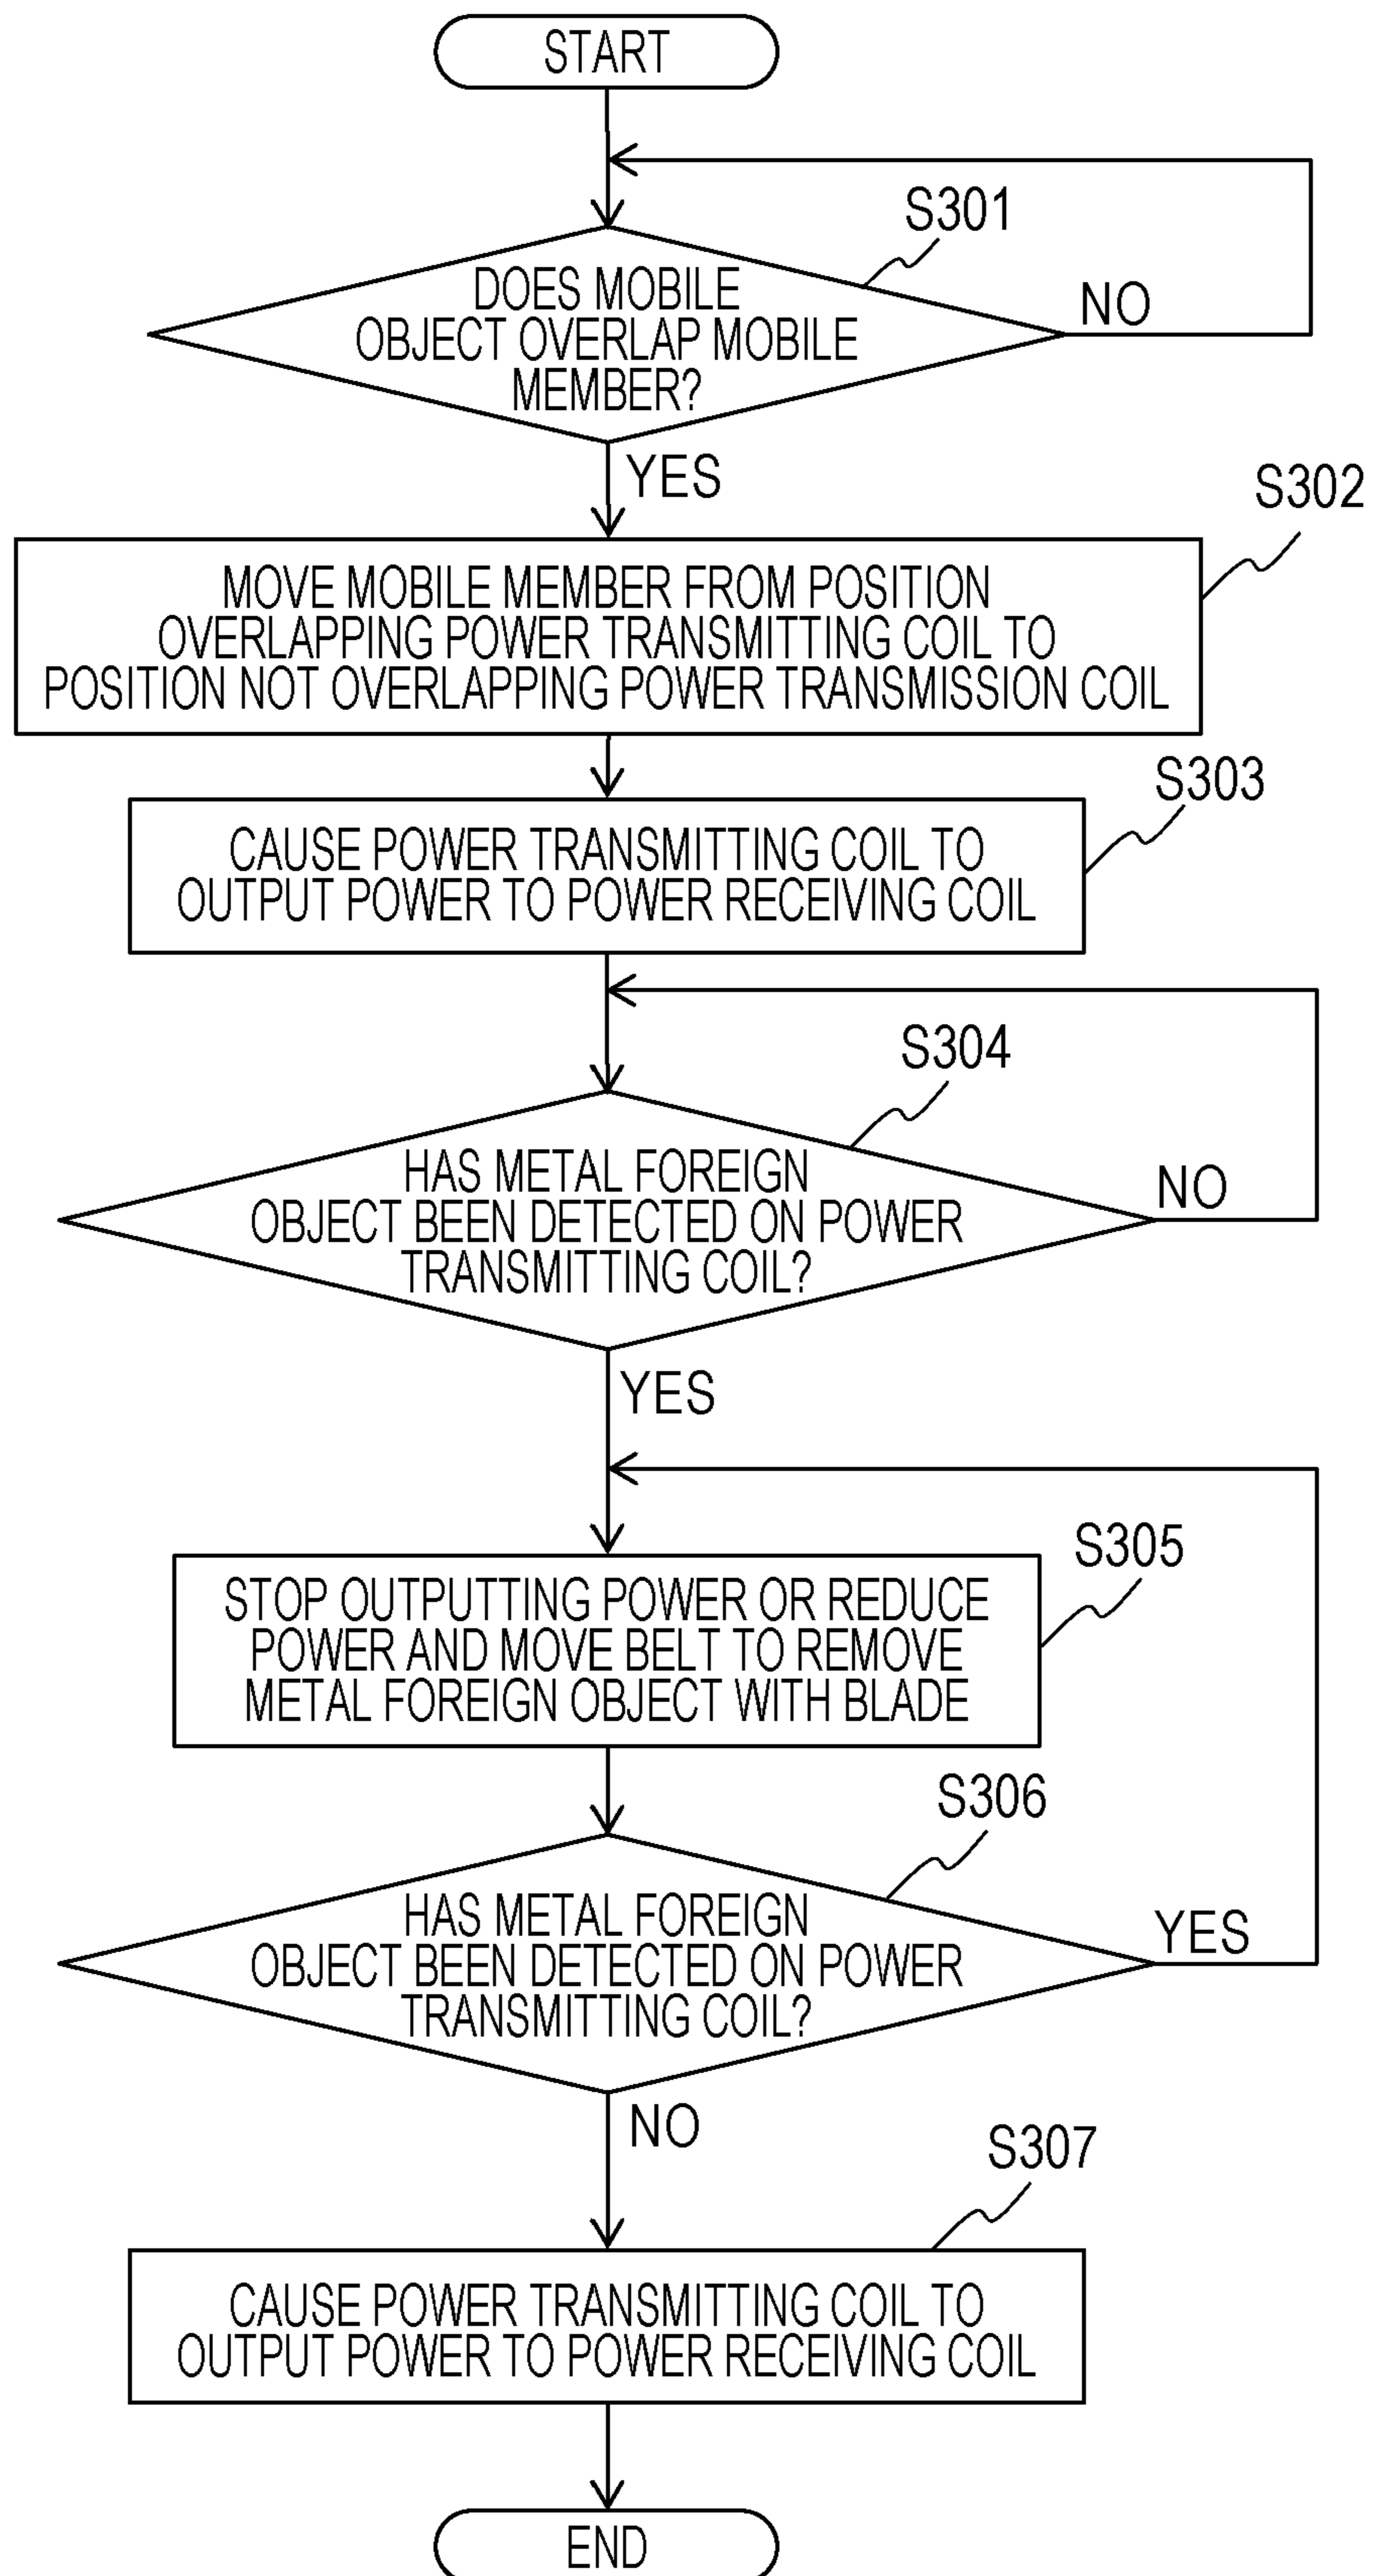 START
S301
DOES MOBILE
OBJECT OVERLAP MOBILE
MEMBER?
NO
YES
S302
MOVE MOBILE MEMBER FROM POSITION
OVERLAPPING POWER TRANSMITTING COIL TO
POSITION NOT OVERLAPPING POWER TRANSMISSION COIL
S303
CAUSE POWER TRANSMITTING COIL TO
OUTPUT POWER TO POWER RECEIVING COIL
S304
HAS METAL FOREIGN
OBJECT BEEN DETECTED ON POWER
TRANSMITTING COIL?
NO
YES
S305
STOP OUTPUTTING POWER OR REDUCE
POWER AND MOVE BELT TO REMOVE
METAL FOREIGN OBJECT WITH BLADE
S306
HAS METAL FOREIGN
OBJECT BEEN DETECTED ON POWER
TRANSMITTING COIL?
YES
NO
S307
CAUSE POWER TRANSMITTING COIL TO
OUTPUT POWER TO POWER RECEIVING COIL
END